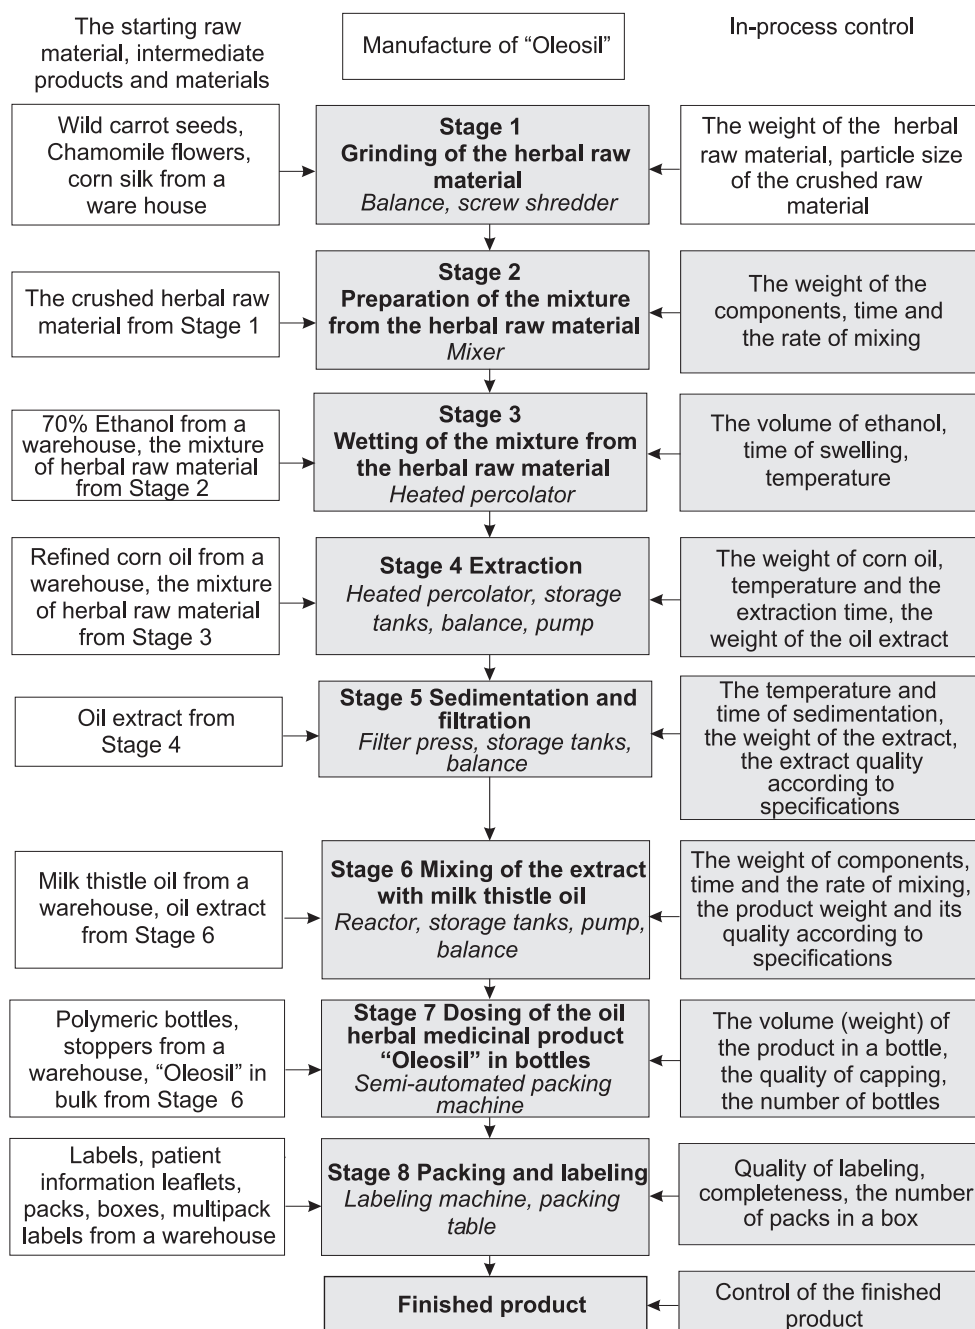 The starting raw
material, intermediate
products and materials
Manufacture of “Oleosil”
In-process control
Wild carrot seeds,
Chamomile flowers,
corn silk from a
ware house
Stage 1
Grinding of the herbal raw
material
Balance, screw shredder
The weight of the herbal
raw material, particle size
of the crushed raw
material
The crushed herbal raw
material from Stage 1
Stage 2
Preparation of the mixture
from the herbal raw material
Mixer
The weight of the
components, time and
the rate of mixing
70% Ethanol from a
warehouse, the mixture
of herbal raw material
from Stage 2
Stage 3
Wetting of the mixture from
the herbal raw material
Heated percolator
The volume of ethanol,
time of swelling,
temperature
Refined corn oil from a
warehouse, the mixture
of herbal raw material
from Stage 3
Stage 4 Extraction
Heated percolator, storage
tanks, balance, pump
The weight of corn oil,
temperature and the
extraction time, the
weight of the oil extract
Oil extract from
Stage 4
Stage 5 Sedimentation and
filtration
Filter press, storage tanks,
balance
The temperature and
time of sedimentation,
the weight of the extract,
the extract quality
according to
specifications
Milk thistle oil from a
warehouse, oil extract
from Stage 6
Stage 6 Mixing of the extract
with milk thistle oil
Reactor, storage tanks, pump,
balance
The weight of components,
time and the rate of mixing,
the product weight and its
quality according to
specifications
Polymeric bottles,
stoppers from a
warehouse, “Oleosil” in
bulk from Stage 6
Stage 7 Dosing of the oil
herbal medicinal product
“Oleosil” in bottles
Semi-automated packing
machine
The volume (weight) of
the product in a bottle,
the quality of capping,
the number of bottles
Labels, patient
information leaflets,
packs, boxes, multipack
labels from a warehouse
Stage 8 Packing and labeling
Labeling machine, packing
table
Quality of labeling,
completeness, the number
of packs in a box
Finished product
Control of the finished
product